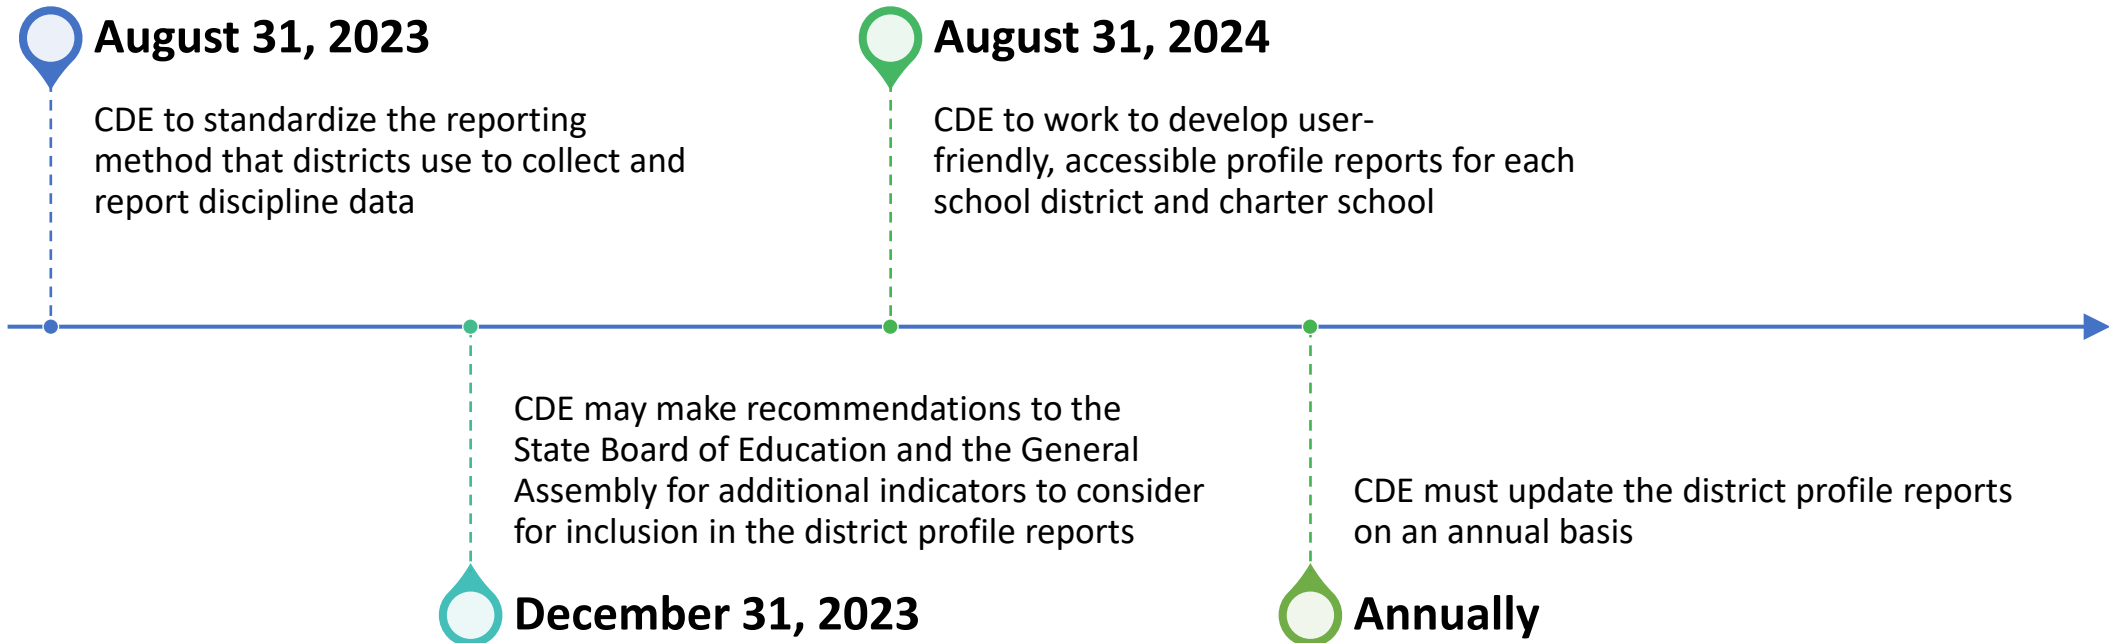 August 31, 2023
CDE to standardize the reporting
method that districts use to collect and
report discipline data
December 31, 2023
CDE may make recommendations to the
State Board of Education and the General
Assembly for additional indicators to consider
for inclusion in the district profile reports
August 31, 2024
CDE to work to develop user-
friendly, accessible profile reports for each
school district and charter school
Annually
CDE must update the district profile reports
on an annual basis